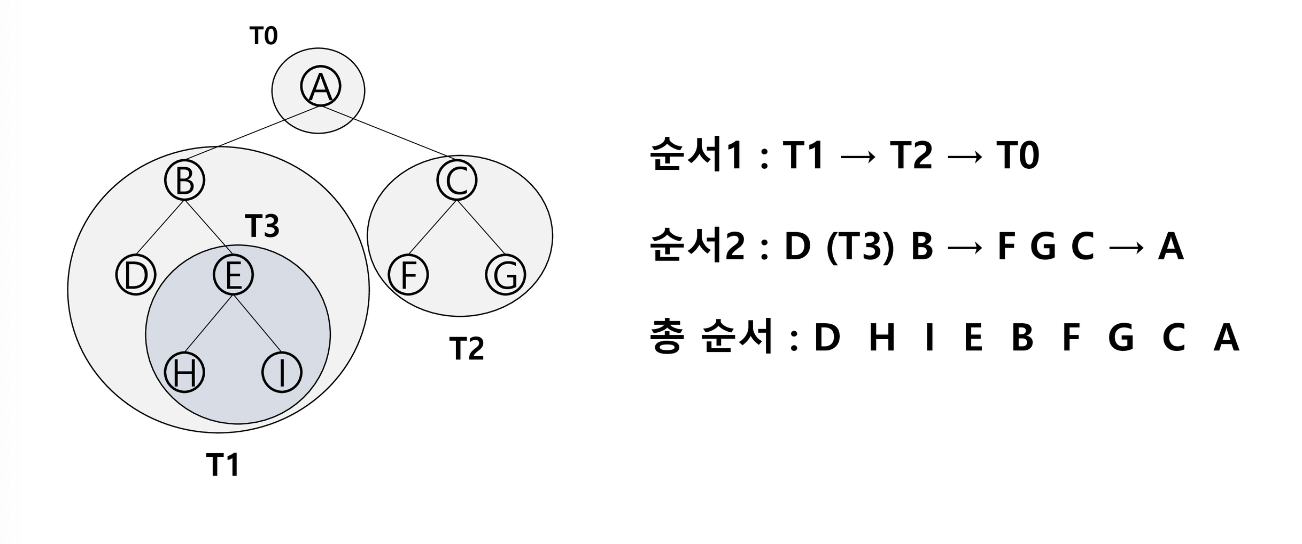 T0
A
B
C
T3
D
E
F
G
H
I
T2
T1
순서1 : T1 → T2 → T0
순서2 : D (T3) B → F G C → A
총 순서 : D H I E B F G C A